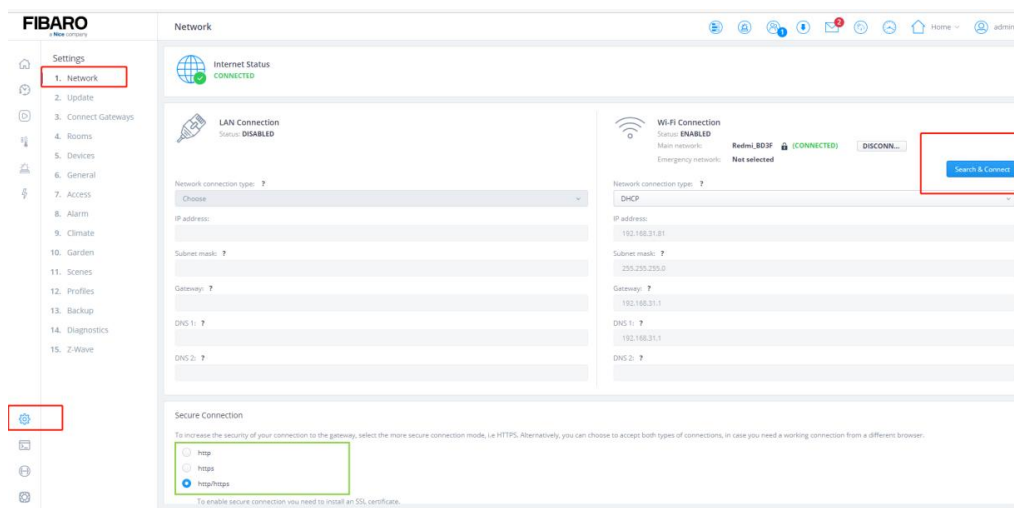 FIBARO
a Nice company
Network
2
1
Home
admin
Settings
1. Network
2. Update
3. Connect Gateways
4. Rooms
5. Devices
6. General
7. Access
8. Alarm
9. Climate
10. Garden
11. Scenes
12. Profiles
13. Backup
14. Diagnostics
15. Z-Wave
Internet Status
CONNECTED
LAN Connection
Status: DISABLED
Network connection type: ?
Choose
IP address:
Subnet mask: ?
Gateway: ?
DNS 1: ?
DNS 2: ?
Wi-Fi Connection
Status: ENABLED
Main network: Redmi_BD3F (CONNECTED) DISCONN...
Emergency network: Not selected
Search & Connect
Network connection type: ?
DHCP
IP address:
192.168.31.81
Subnet mask: ?
255.255.255.0
Gateway: ?
192.168.31.1
DNS 1: ?
192.168.31.1
DNS 2: ?
Secure Connection
To increase the security of your connection to the gateway, select the more secure connection mode, i.e HTTPS. Alternatively, you can choose to accept both types of connections, in case you need a working connection from a different browser.
http
https
http/https
To enable secure connection you need to install an SSL certificate.